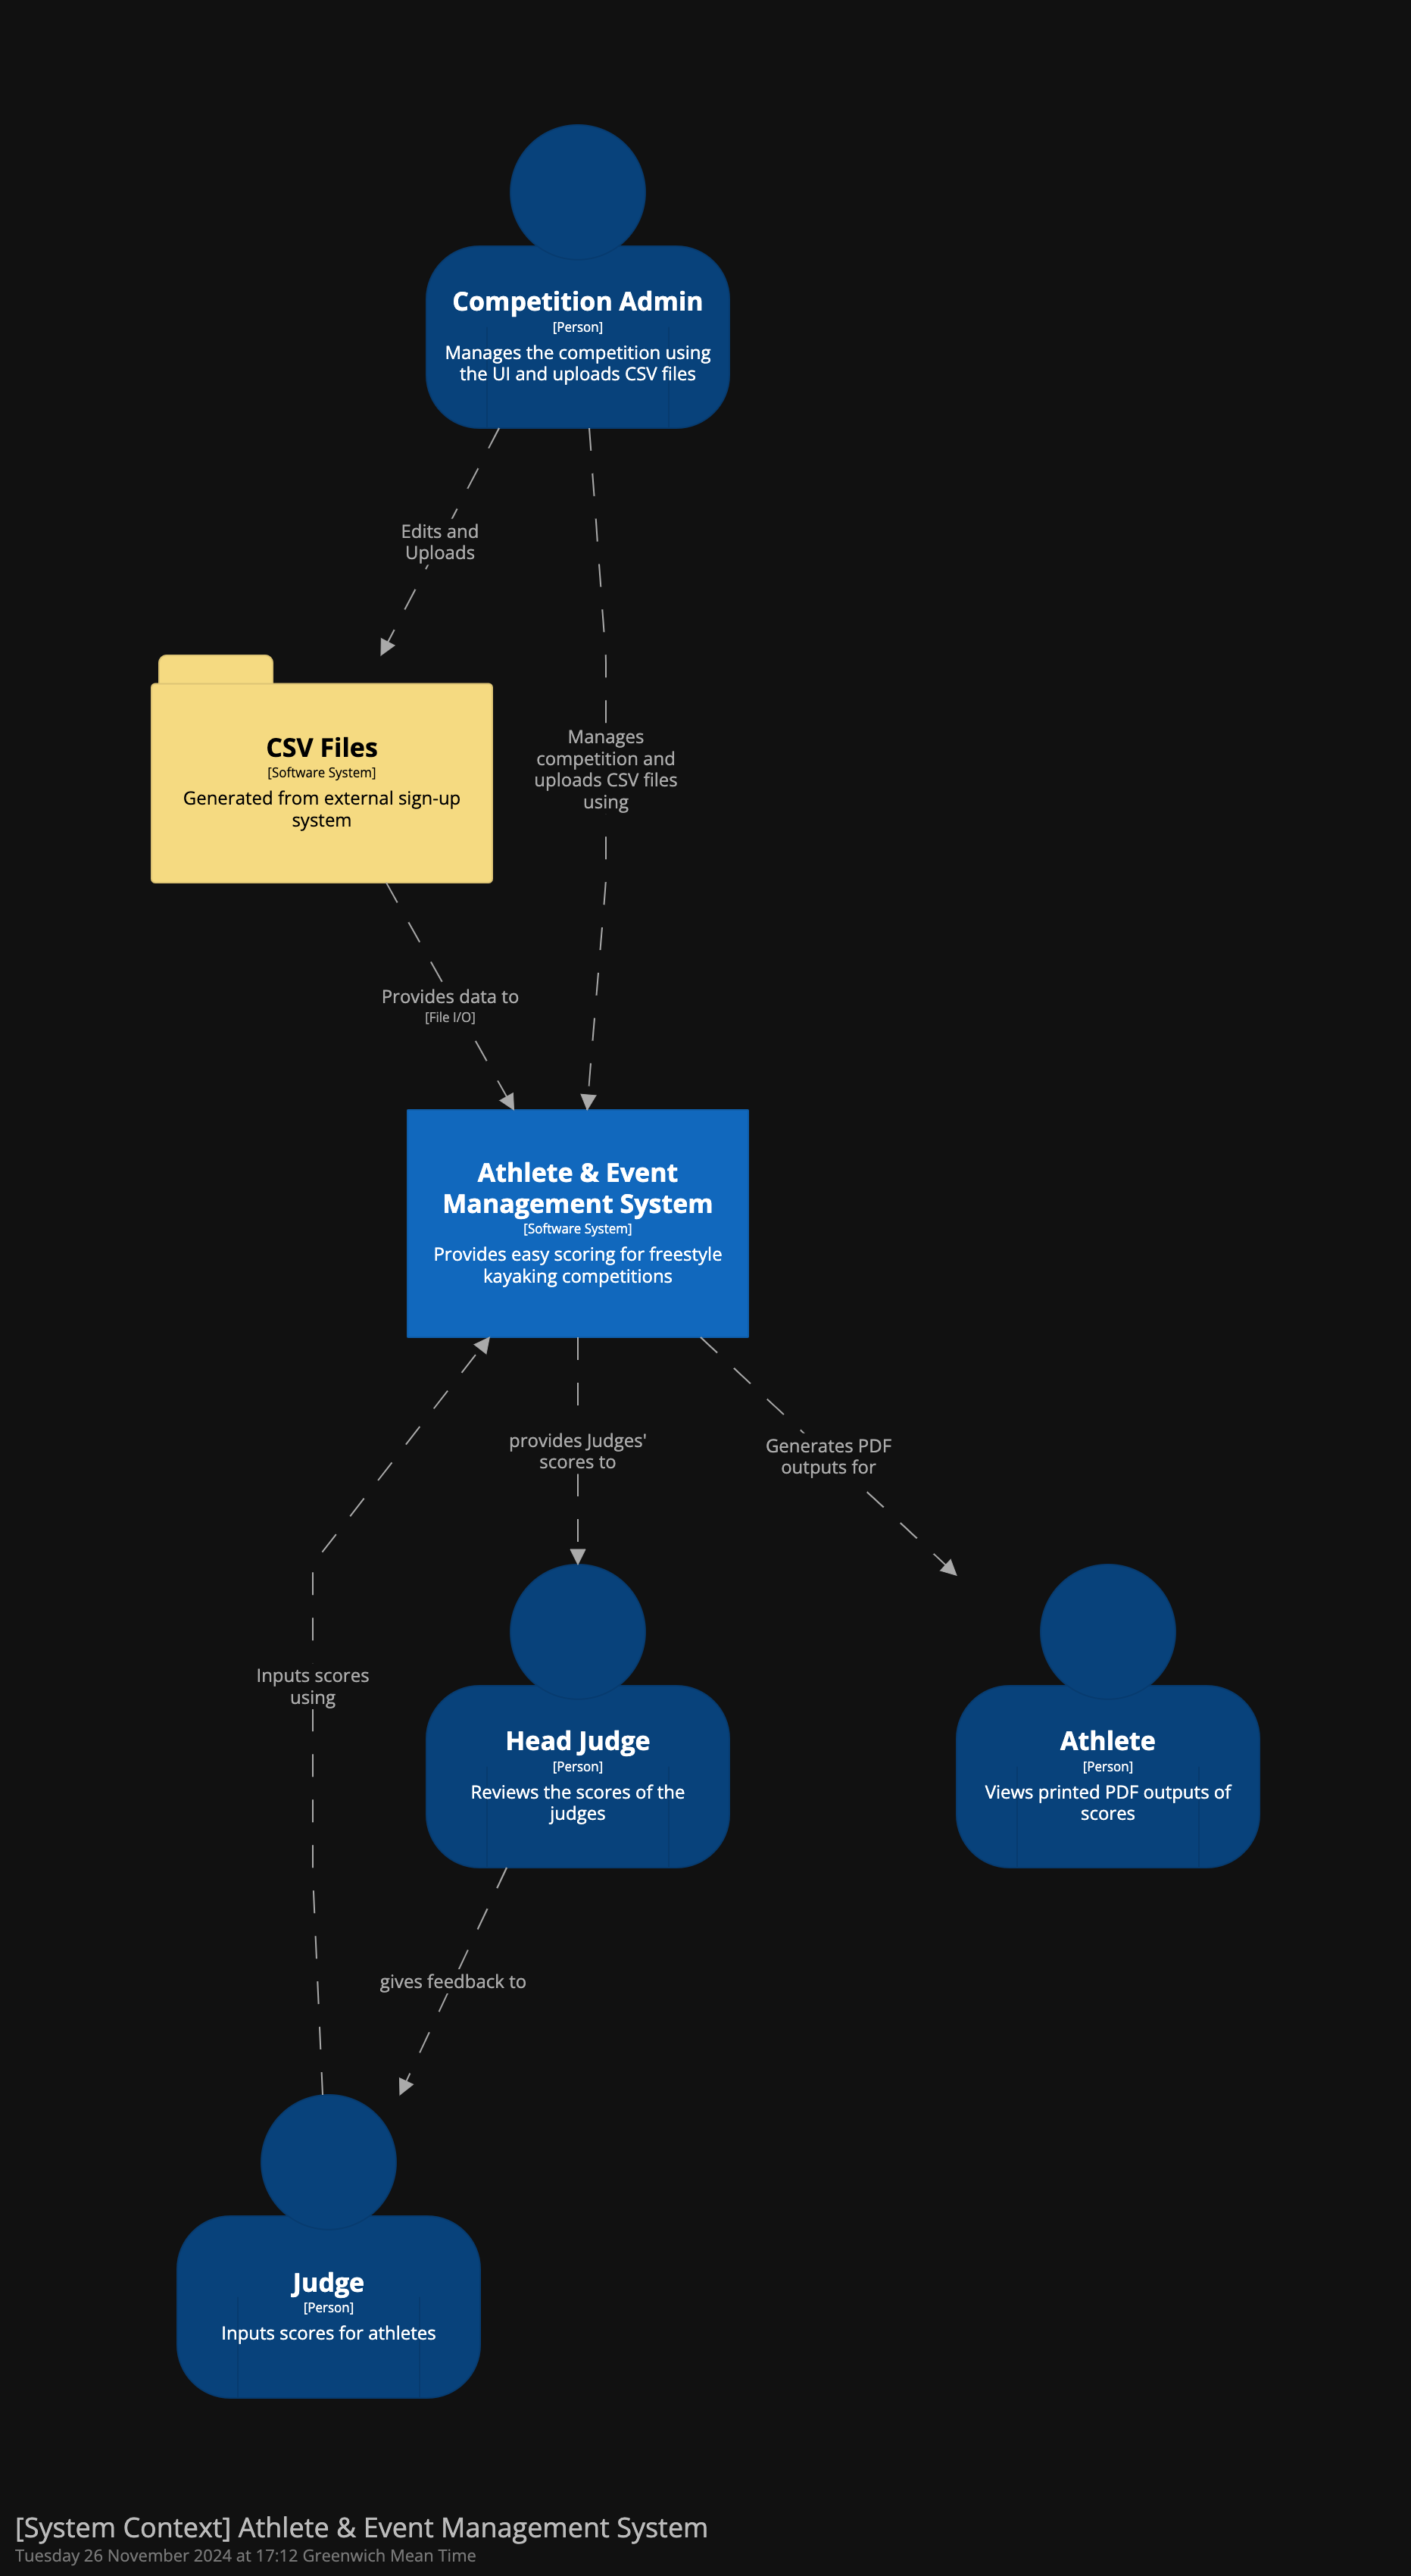 Competition Admin
[Person]
Manages the competition using
the UI and uploads CSV files
Edits and
Uploads
CSV Files
[Software System]
Generated from external sign-up
system
Manages
competition and
uploads CSV files
using
Provides data to
[File I/O]
Athlete & Event
Management System
[Software System]
Provides easy scoring for freestyle
kayaking competitions
provides Judges'
scores to
Generates PDF
outputs for
Inputs scores
using
Head Judge
[Person]
Reviews the scores of the
judges
Athlete
[Person]
Views printed PDF outputs of
scores
gives feedback to
Judge
[Person]
Inputs scores for athletes
[System Context] Athlete & Event Management System
Tuesday 26 November 2024 at 17:12 Greenwich Mean Time